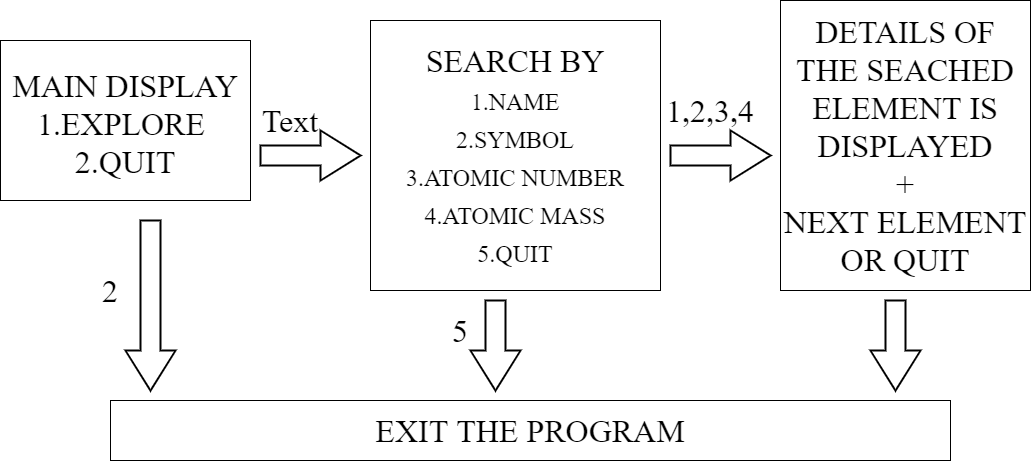 MAIN DISPLAY
1.EXPLORE
2.QUIT
Text
2
SEARCH BY
1.NAME
2.SYMBOL
3.ATOMIC NUMBER
4.ATOMIC MASS
5.QUIT
1,2,3,4
5
DETAILS OF
THE SEACHED
ELEMENT IS
DISPLAYED
+
NEXT ELEMENT
OR QUIT
EXIT THE PROGRAM